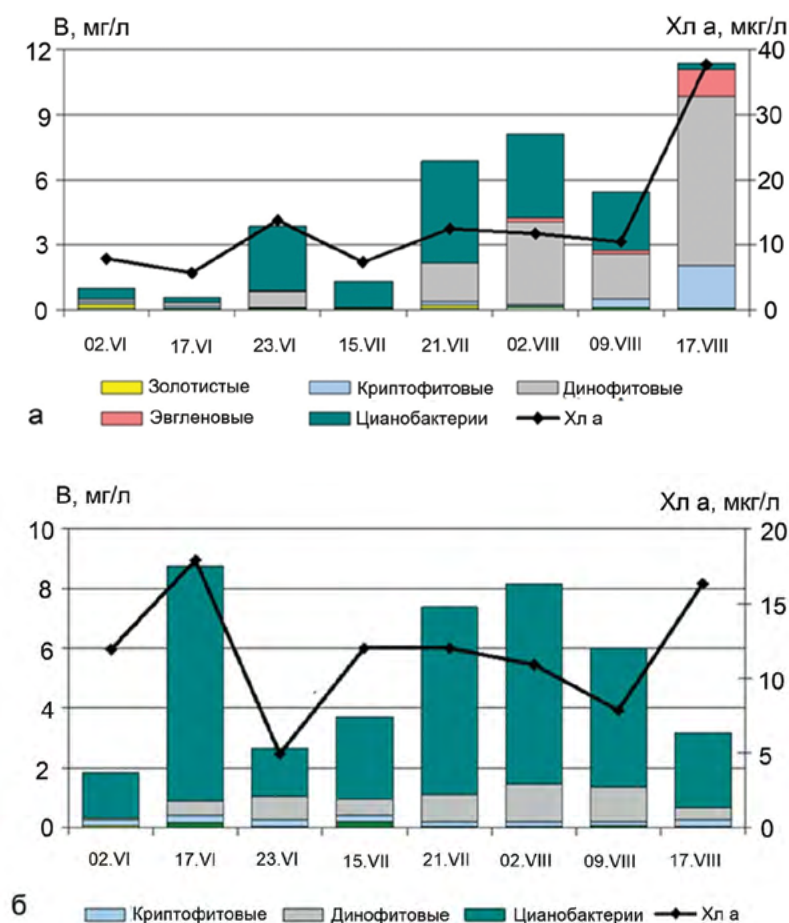 В, мг/л Хл а, мкг/л
12 40
9 30
6 20
3 10
0 0
02.VI 17.VI 23.VI 15.VII 21.VII 02.VIII 09.VIII 17.VIII
Золотистые Криптофитовые Динофитовые
Эвгленовые Цианобактерии Хл а
а
В, мг/л Хл а, мкг/л
10 20
8
15
6
10
4
5
2
0 0
02.VI 17.VI 23.VI 15.VII 21.VII 02.VIII 09.VIII 17.VIII
б
Криптофитовые Динофитовые Цианобактерии Хл а